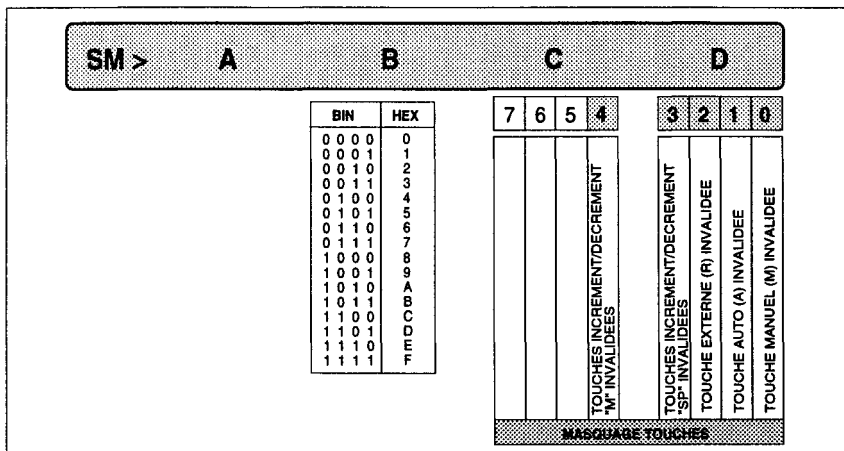 SM > A B C D
7 6 5 4 3 2 1 0
BIN HEX
0 0 0 0 0
0 0 0 1 1
0 0 1 0 2
0 0 1 1 3
0 1 0 0 4
0 1 0 1 5
0 1 1 0 6
0 1 1 1 7
1 0 0 0 8
1 0 0 1 9
1 0 1 0 A
1 0 1 1 B
1 1 0 0 C
1 1 0 1 D
1 1 1 0 E
1 1 1 1 F
TOUCHES INCREMENT/DECREMENT
"M" INVALIDEES
TOUCHES INCREMENT/DECREMENT
"SP" INVALIDEES
TOUCHE EXTERNE (R) INVALIDEE
TOUCHE AUTO (A) INVALIDEE
TOUCHE MANUEL (M) INVALIDEE
MASQUAGE TOUCHES